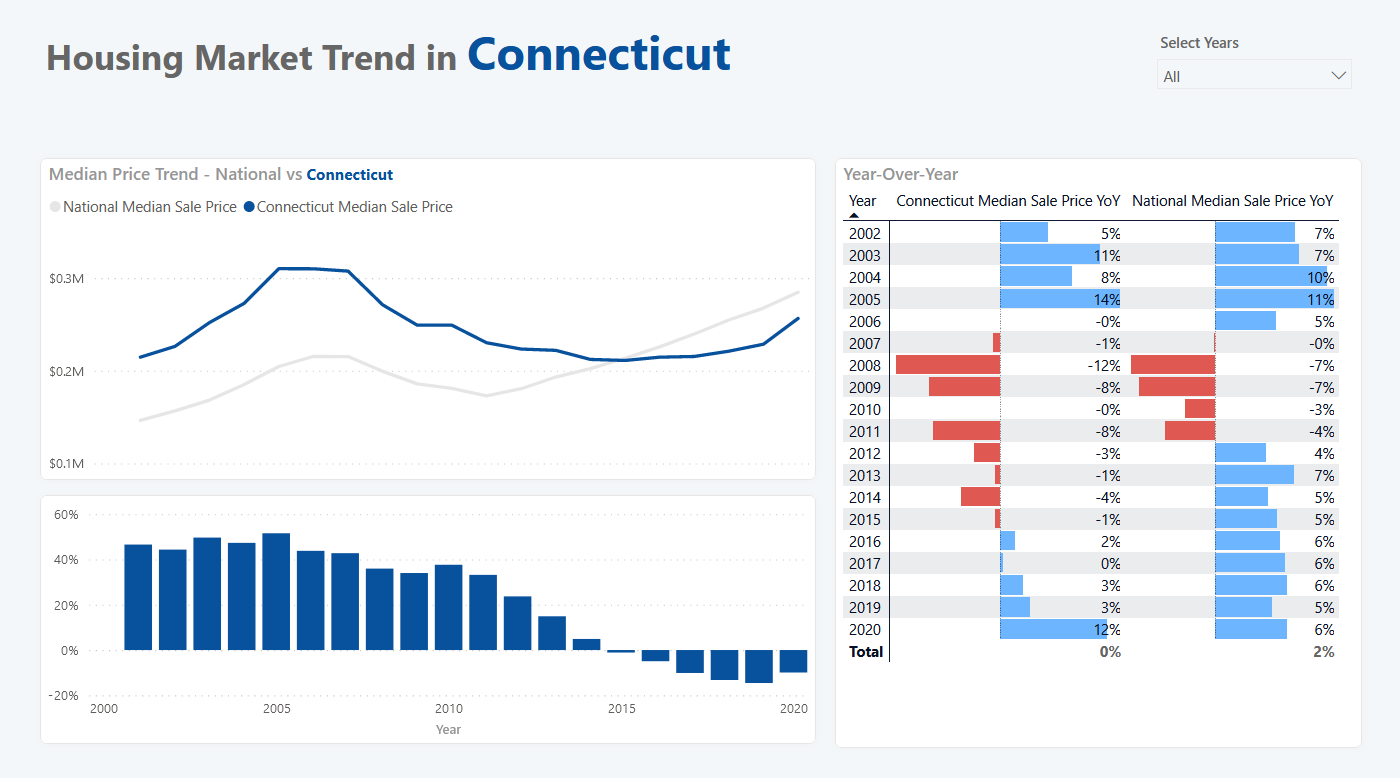 Housing Market Trend in Connecticut
Select Years
All
Median Price Trend - National vs Connecticut
National Median Sale Price Connecticut Median Sale Price
$0.3M
$0.2M
$0.1M
60%
40%
20%
0%
-20%
2000 2005 2010 2015 2020
Year
Year-Over-Year
Year Connecticut Median Sale Price YoY National Median Sale Price YoY
2002 5% 7%
2003 11% 7%
2004 8% 10%
2005 14% 11%
2006 -0% 5%
2007 -1% -0%
2008 -12% -7%
2009 -8% -7%
2010 -0% -3%
2011 -8% -4%
2012 -3% 4%
2013 -1% 7%
2014 -4% 5%
2015 -1% 5%
2016 2% 6%
2017 0% 6%
2018 3% 6%
2019 3% 5%
2020 12% 6%
Total 0% 2%